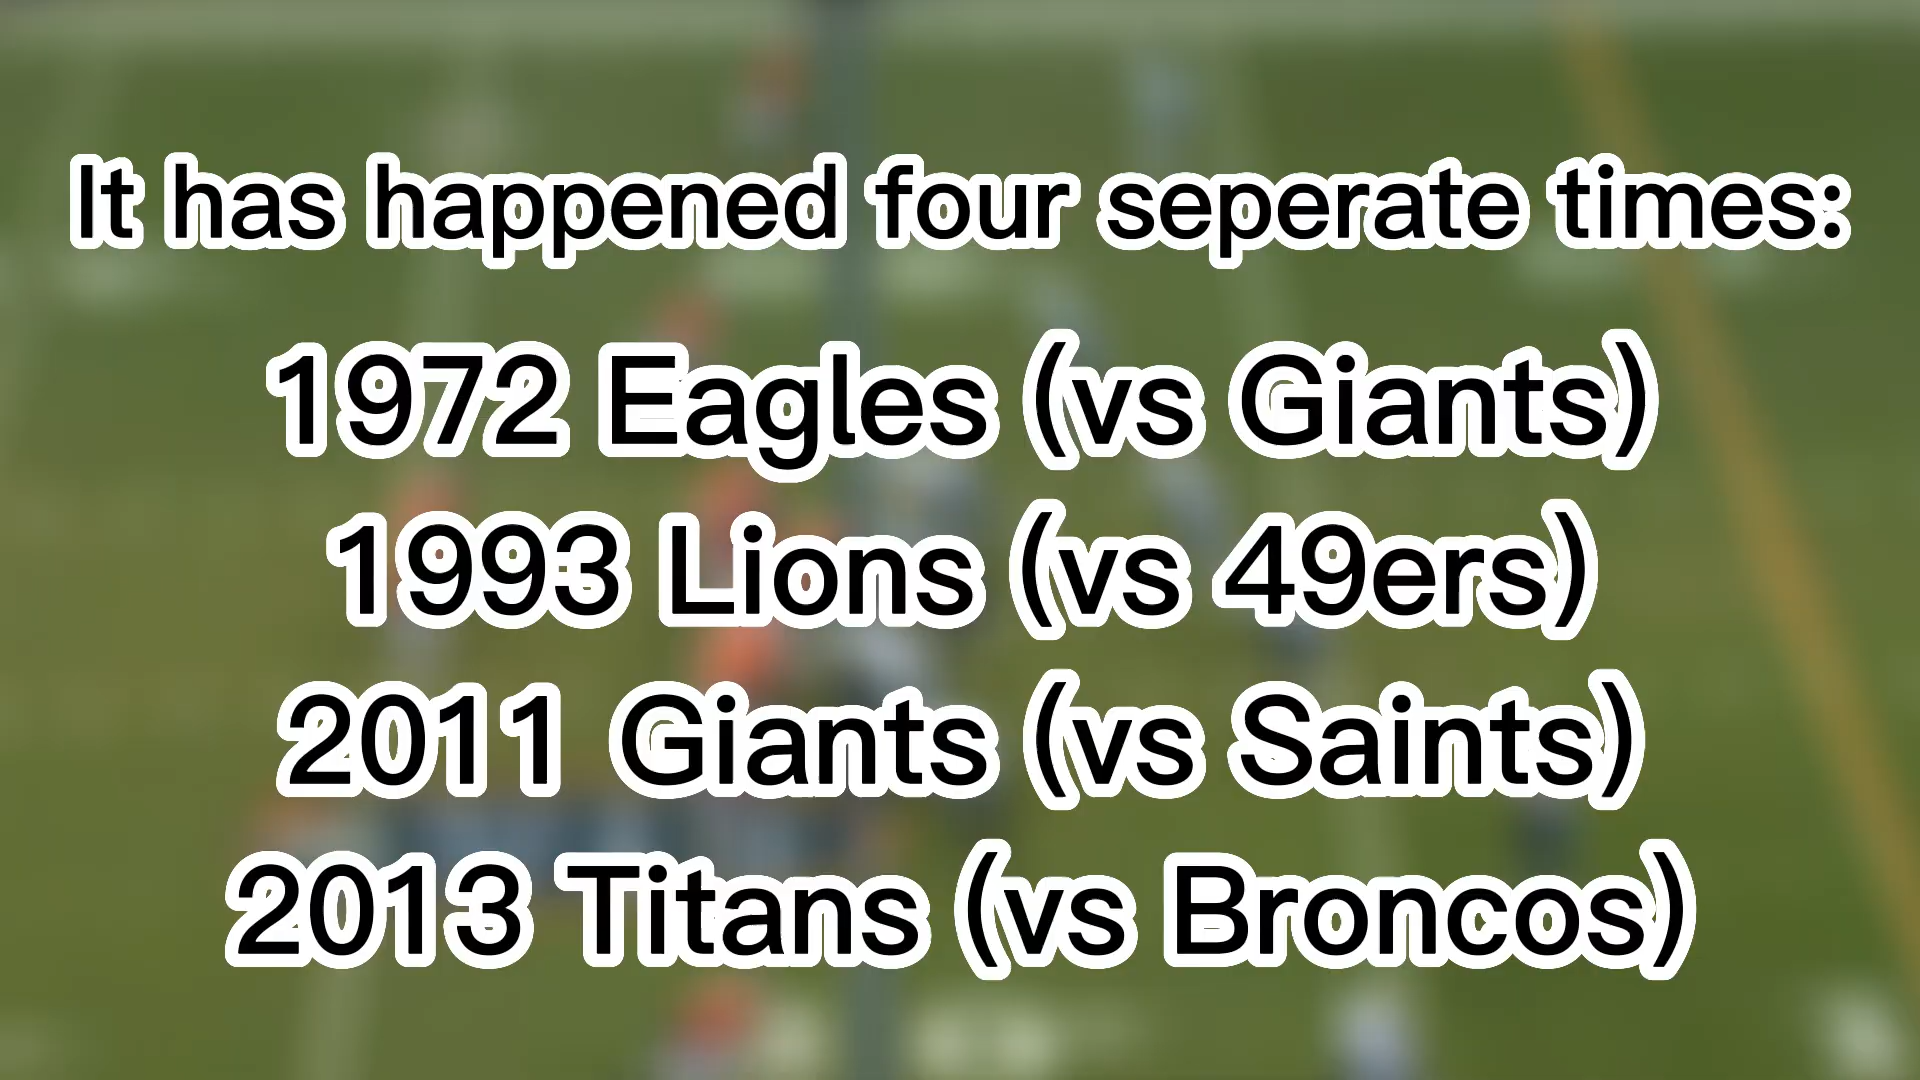 It has happened four seperate times:
1972 Eagles (vs Giants)
1993 Lions (vs 49ers)
2011 Giants (vs Saints)
2013 Titans (vs Broncos)